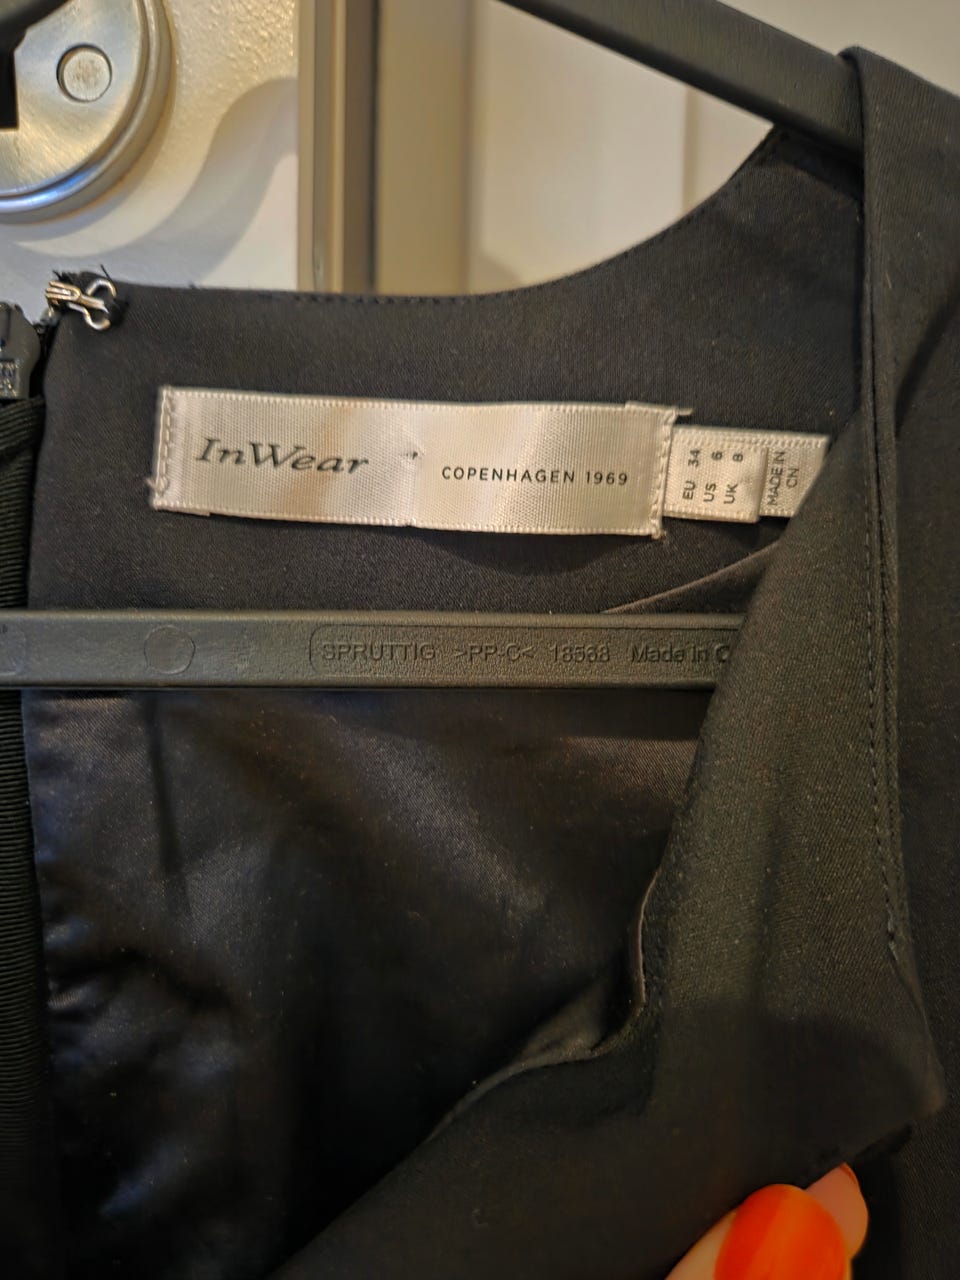 InWear
COPENHAGEN 1969
EU 34
US 6
UK 8
MADE IN
CN
SPRUTTIG >PP-C< 18568 Made in C